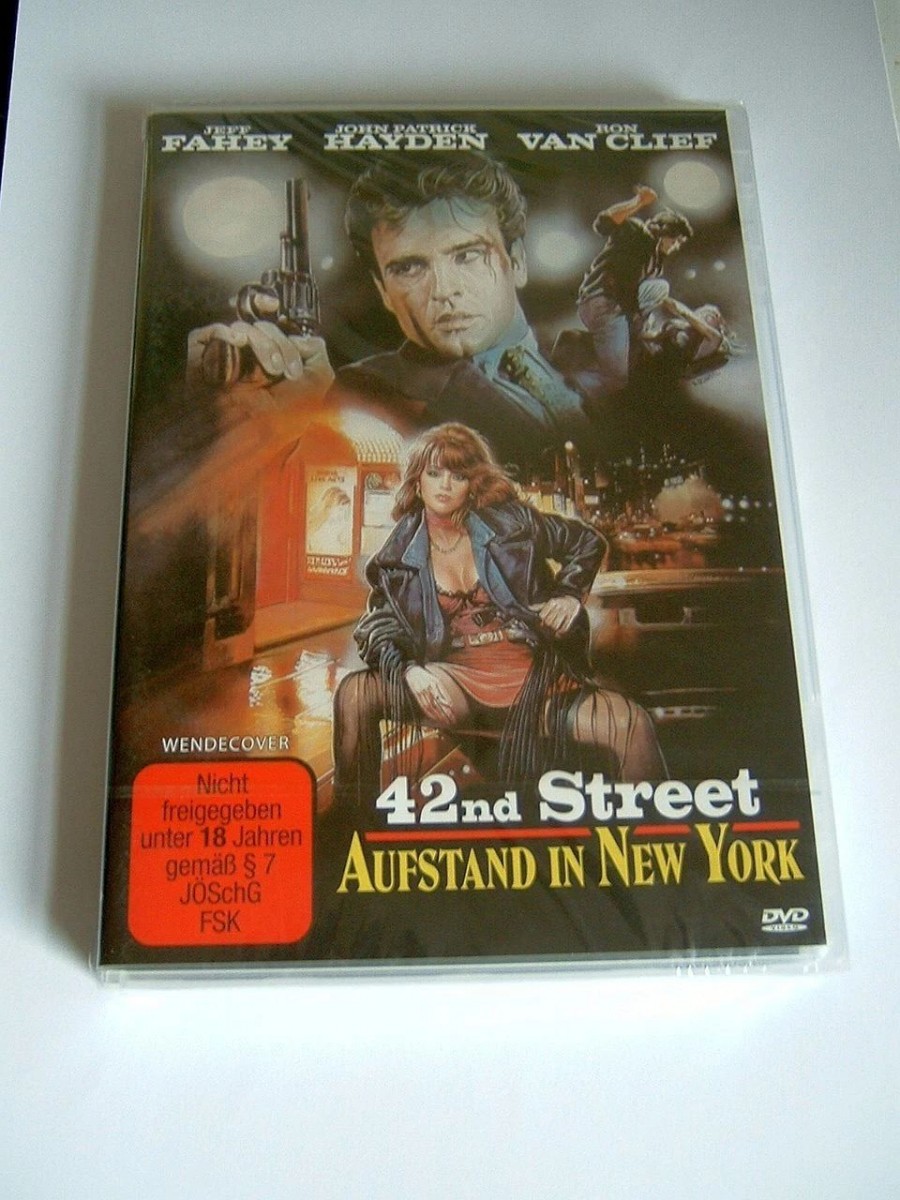 JEFF FAHEY
JOHN PATRICK HAYDEN
RON VAN CLIEF
WENDECOVER
Nicht
freigegeben
unter 18 Jahren
gemäß § 7
JÖSchG
FSK
42nd Street
AUFSTAND IN NEW YORK
DVD
VIDEO